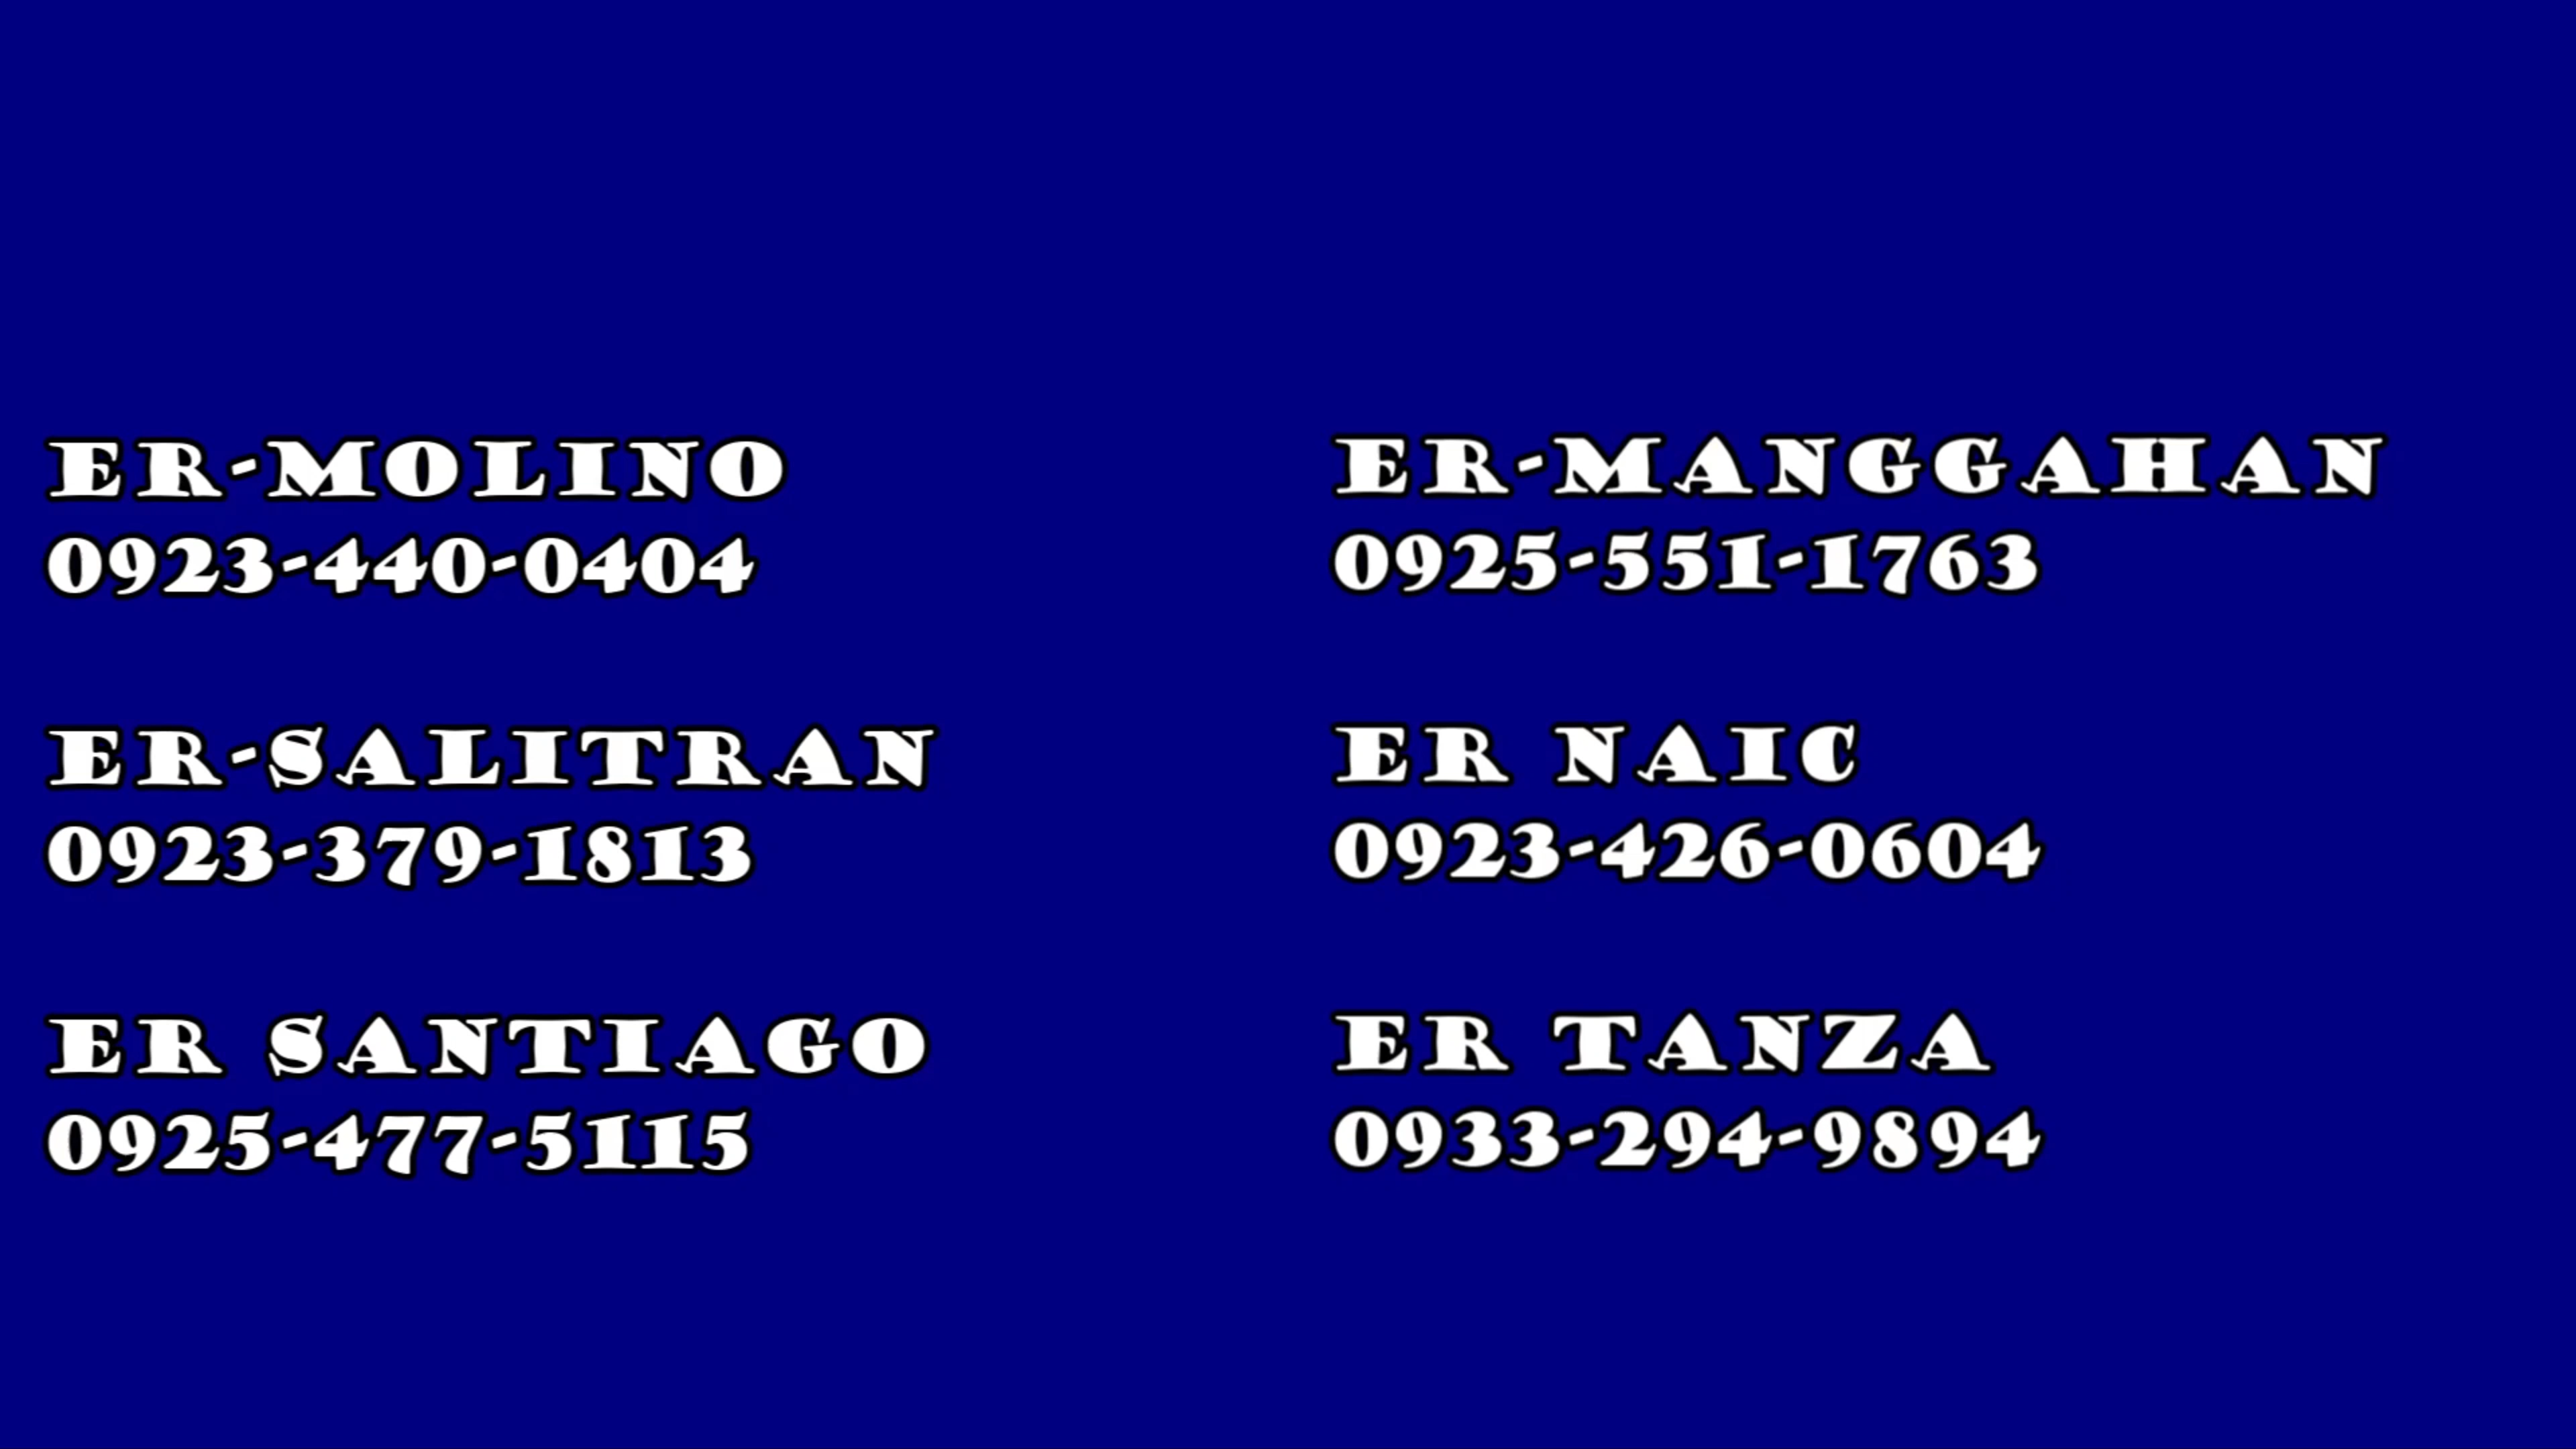 ER-MOLINO
0923-440-0404
ER-SALITRAN
0923-379-1813
ER SANTIAGO
0925-477-5115
ER-MANGGAHAN
0925-551-1763
ER NAIC
0923-426-0604
ER TANZA
0933-294-9894